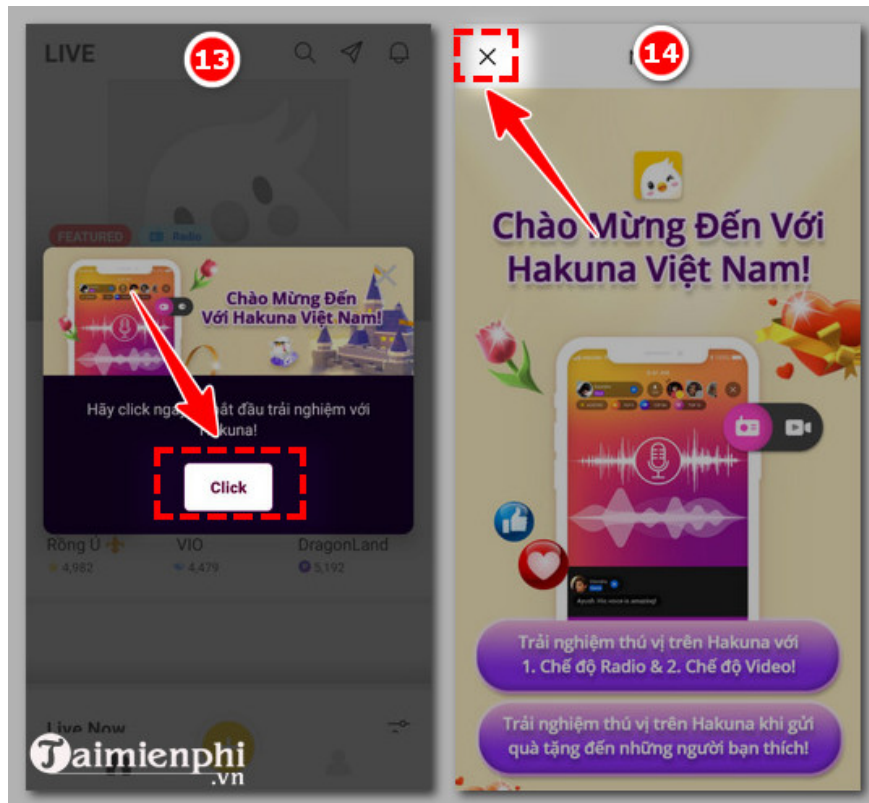 LIVE
13
FEATURED
Radio
Chào Mừng Đến
Với Hakuna Việt Nam!
Hãy click ngay bắt đầu trải nghiệm với
Hakuna!
Click
Rồng Ú
VIO
DragonLand
4,982
4,479
5,192
Live Now
Taimienphi
.vn
14
Chào Mừng Đến Với
Hakuna Việt Nam!
Trải nghiệm thú vị trên Hakuna với
1. Chế độ Radio & 2. Chế độ Video!
Trải nghiệm thú vị trên Hakuna khi gửi
quà tặng đến những người bạn thích!